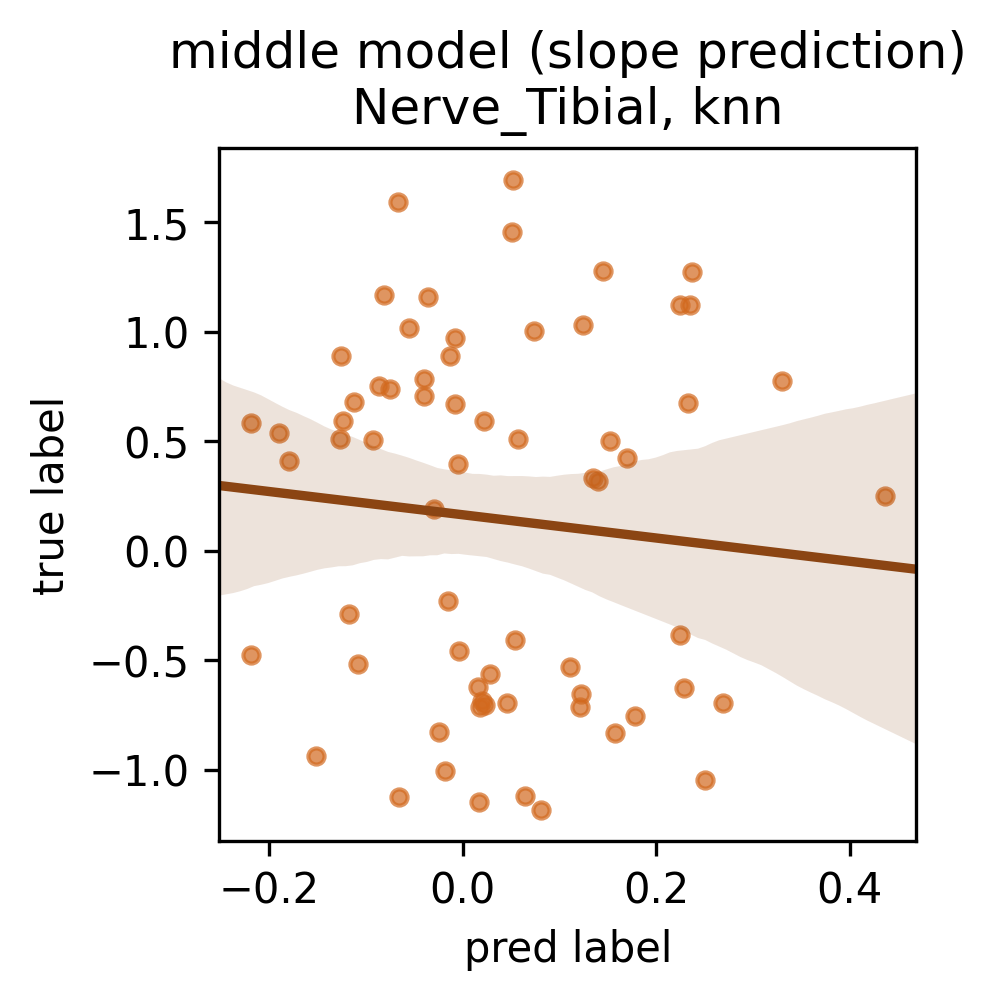 middle model (slope prediction)
Nerve_Tibial, knn
1.5
1.0
0.5
0.0
−0.5
−1.0
true label
−0.2 0.0 0.2 0.4
pred label